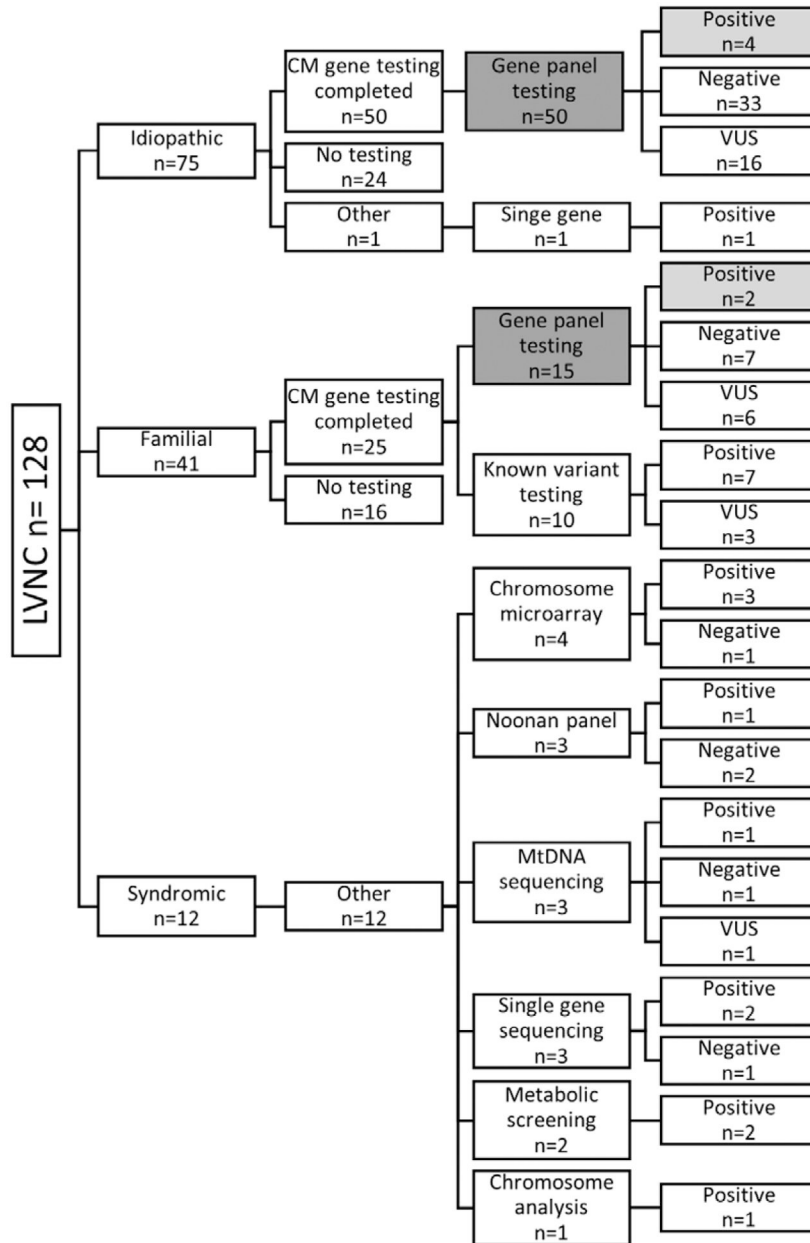 LVNC n= 128
Idiopathic
n=75
CM gene testing
completed
n=50
Gene panel
testing
n=50
Positive
n=4
Negative
n=33
VUS
n=16
No testing
n=24
Other
n=1
Singe gene
n=1
Positive
n=1
Familial
n=41
CM gene testing
completed
n=25
Gene panel
testing
n=15
Positive
n=2
Negative
n=7
VUS
n=6
Known variant
testing
n=10
Positive
n=7
VUS
n=3
No testing
n=16
Syndromic
n=12
Other
n=12
Chromosome
microarray
n=4
Positive
n=3
Negative
n=1
Noonan panel
n=3
Positive
n=1
Negative
n=2
MtDNA
sequencing
n=3
Positive
n=1
Negative
n=1
VUS
n=1
Single gene
sequencing
n=3
Positive
n=2
Negative
n=1
Metabolic
screening
n=2
Positive
n=2
Chromosome
analysis
n=1
Positive
n=1